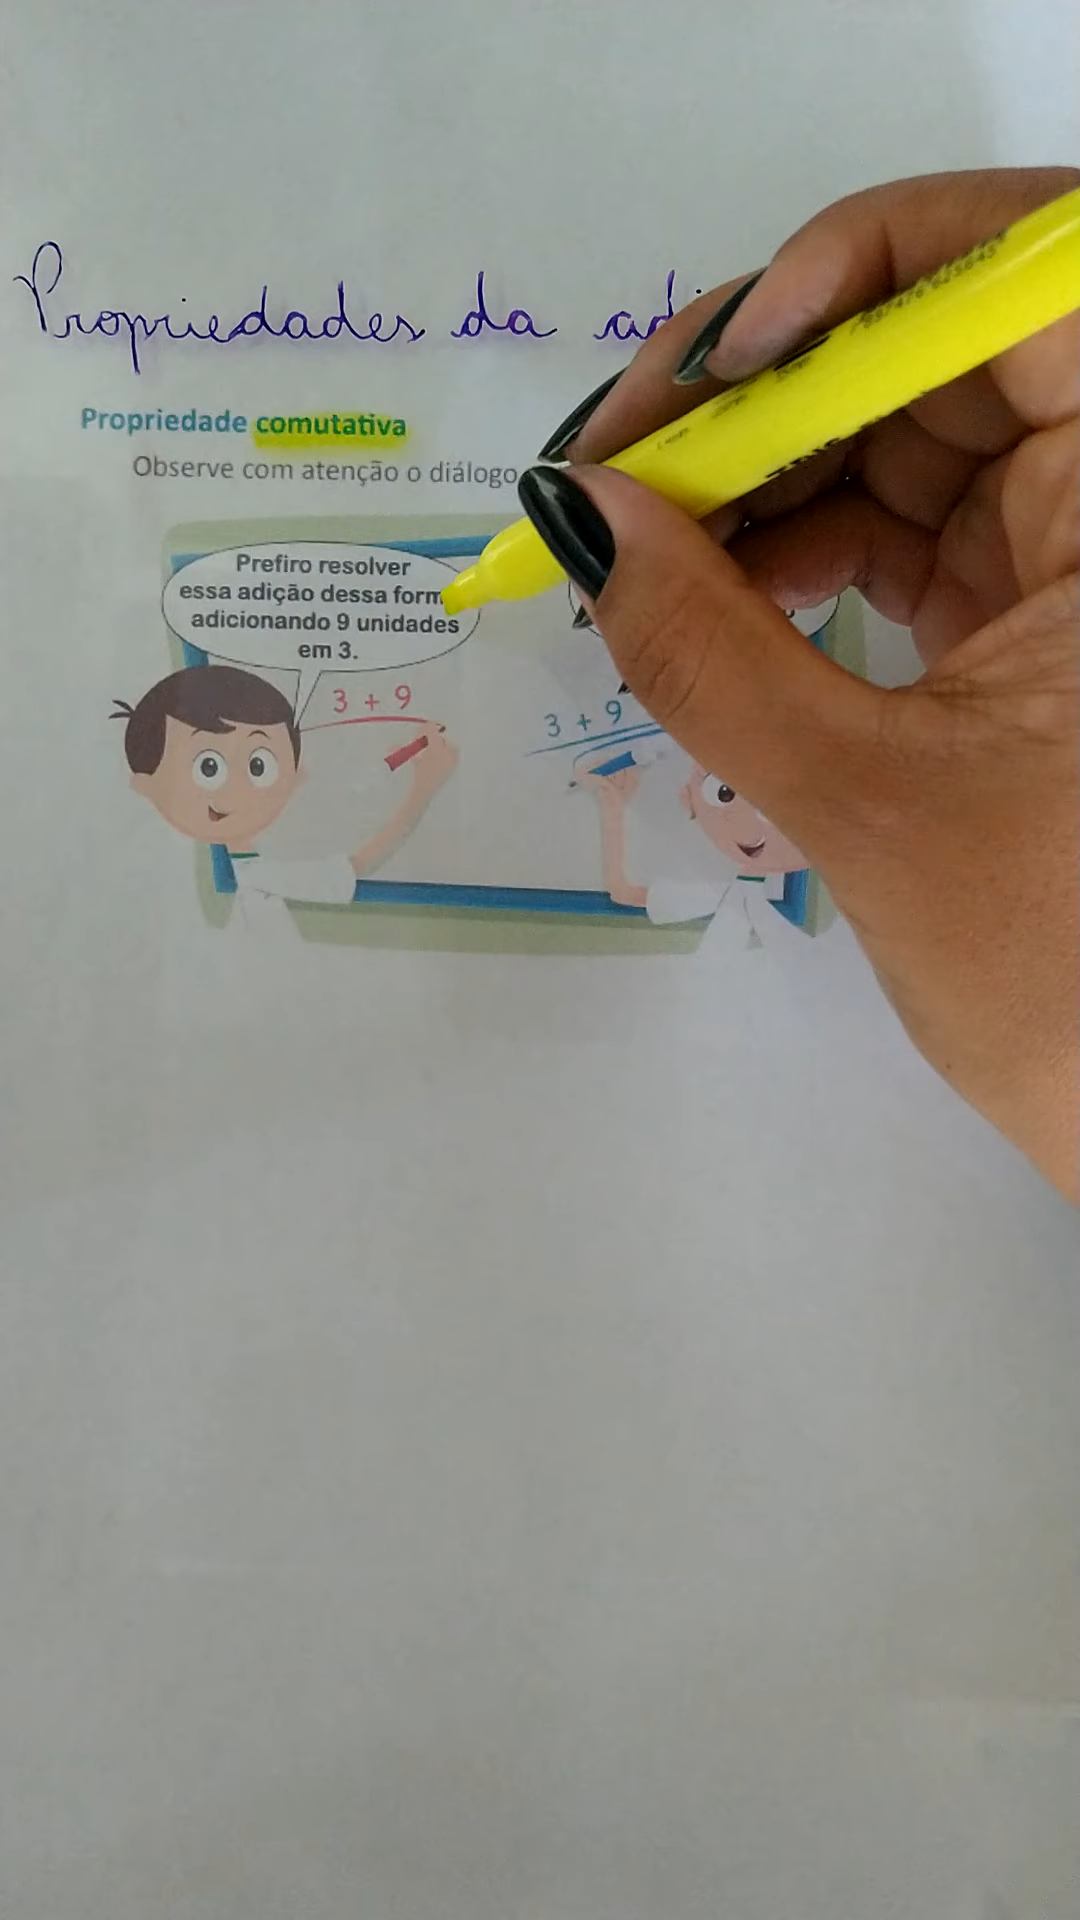 Propriedades da
Propriedade comutativa
Observe com atenção o diálogo
Prefiro resolver
essa adição dessa
adicionando 9 unidades
em 3.
3 + 9
3 + 9